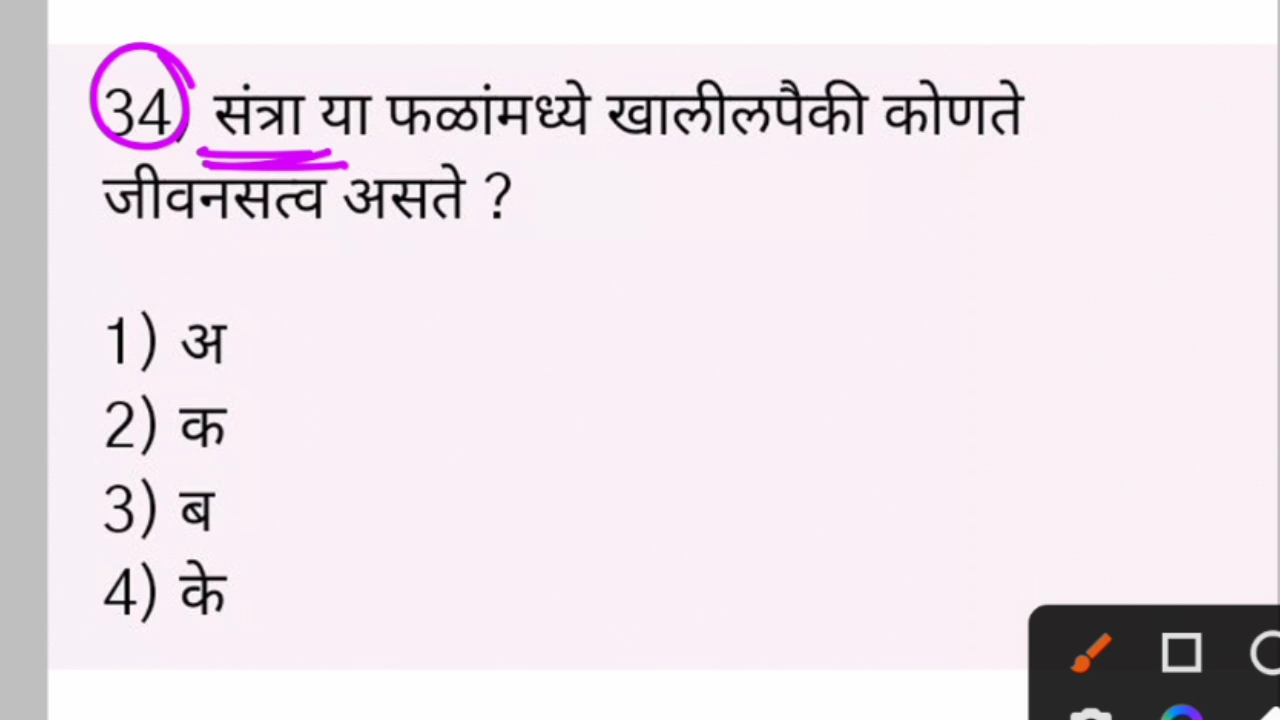 34) संत्रा या फळांमध्ये खालीलपैकी कोणते
जीवनसत्व असते ?
1) अ
2) क
3) ब
4) के